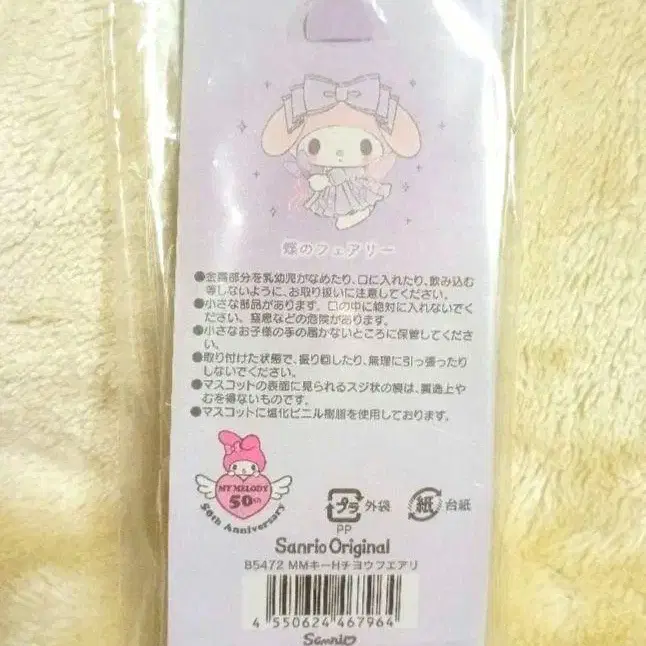 蝶のフェアリー
●金属部分を乳幼児がなめたり、口に入れたり、飲み込む
等しないように、お取り扱いに注意してください。
●小さな部品があります。口の中に絶対に入れないでく
ださい。窒息などの危険があります。
●小さなお子様の手の届かないところに保管してくださ
い。
●取り付けた状態で、振り回したり、無理に引っ張ったり
しないでください。
●マスコットの表面に見られるスジ状の痕は、製造上や
むを得ないものです。
●マスコットに塩化ビニル樹脂を使用しております。
MY MELODY
50th
50th Anniversary
プラ 外袋
PP
紙 台紙
Sanrio Original
85472 MMキーHチヨウフエアリ
4 550624 467964
Sanrio